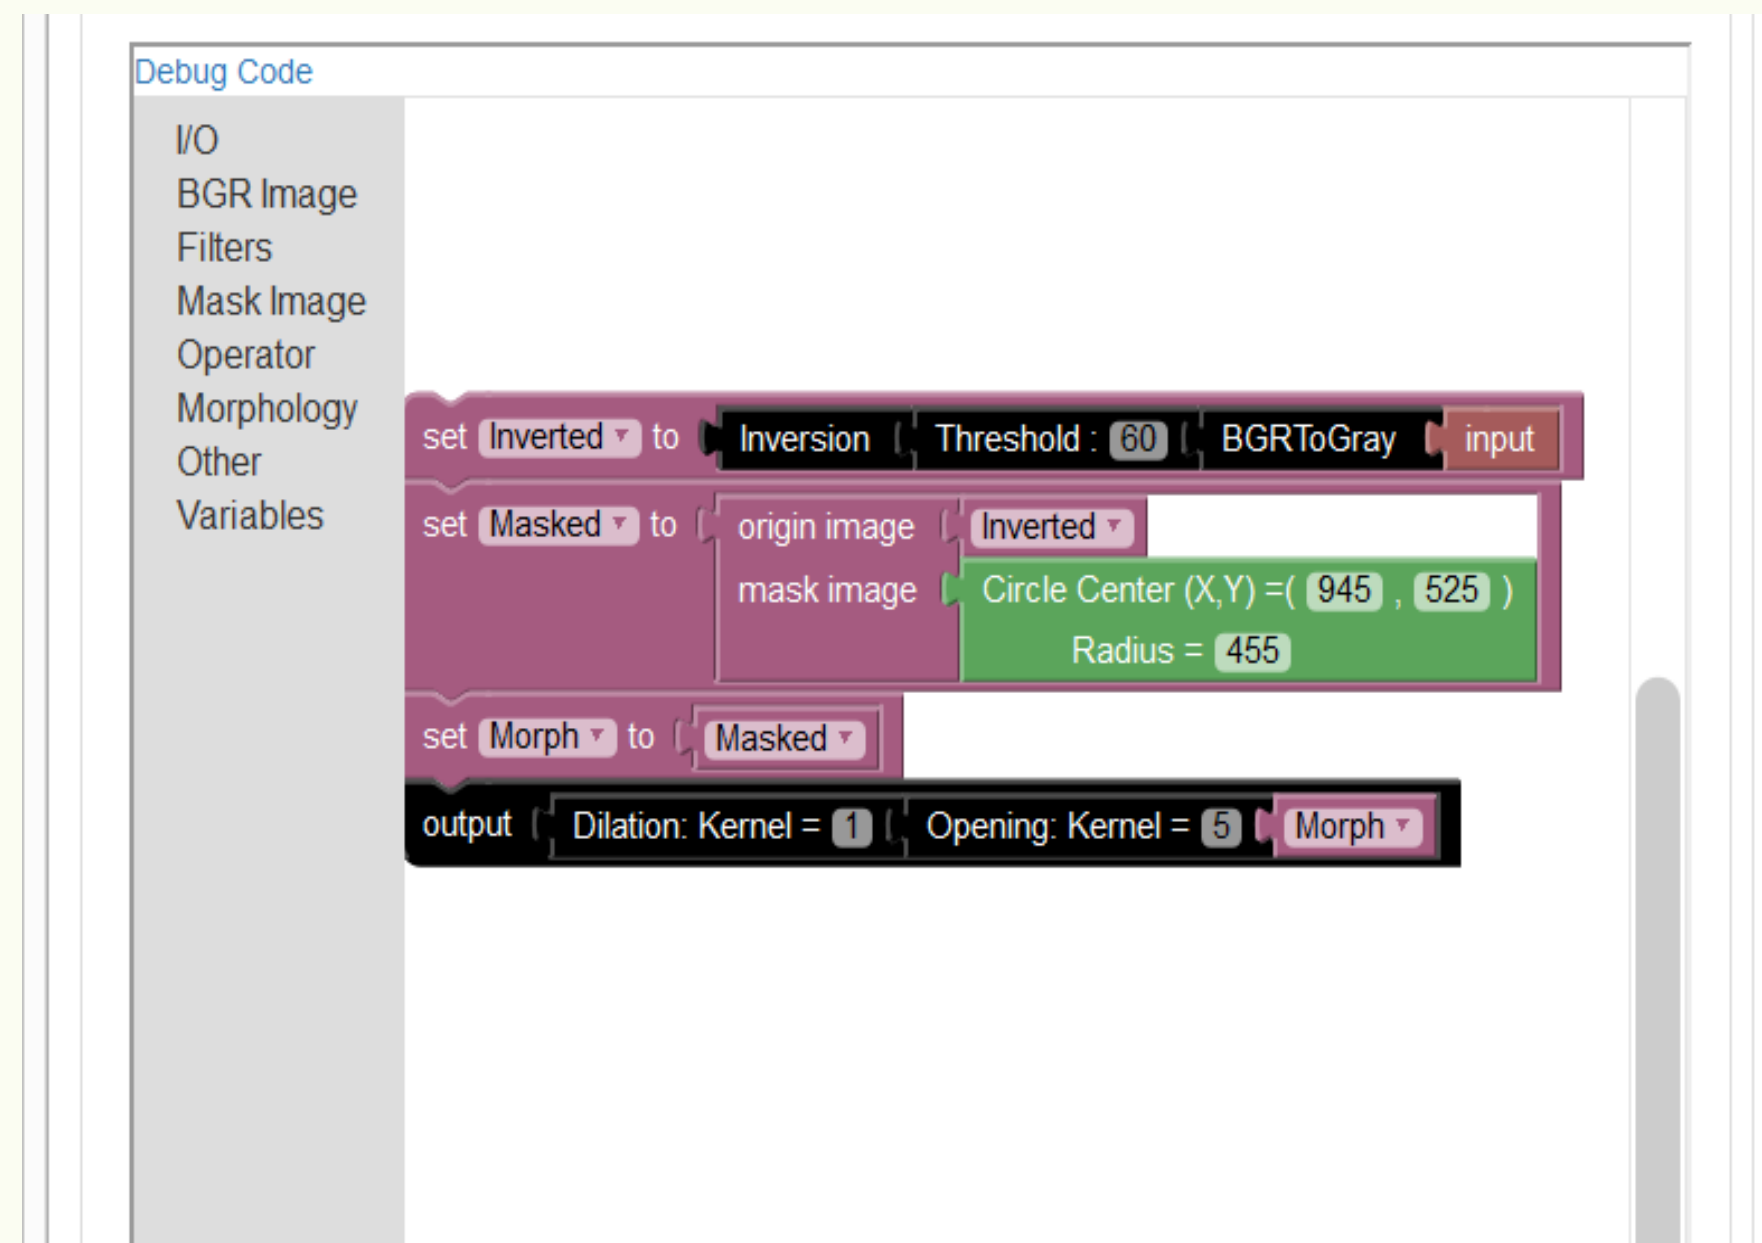 Debug Code
I/O
BGR Image
Filters
Mask Image
Operator
Morphology
Other
Variables
set Inverted to Inversion Threshold : 60 BGRToGray input
set Masked to origin image Inverted
mask image Circle Center (X,Y) =( 945 , 525 )
Radius = 455
set Morph to Masked
output Dilation: Kernel = 1 Opening: Kernel = 5 Morph